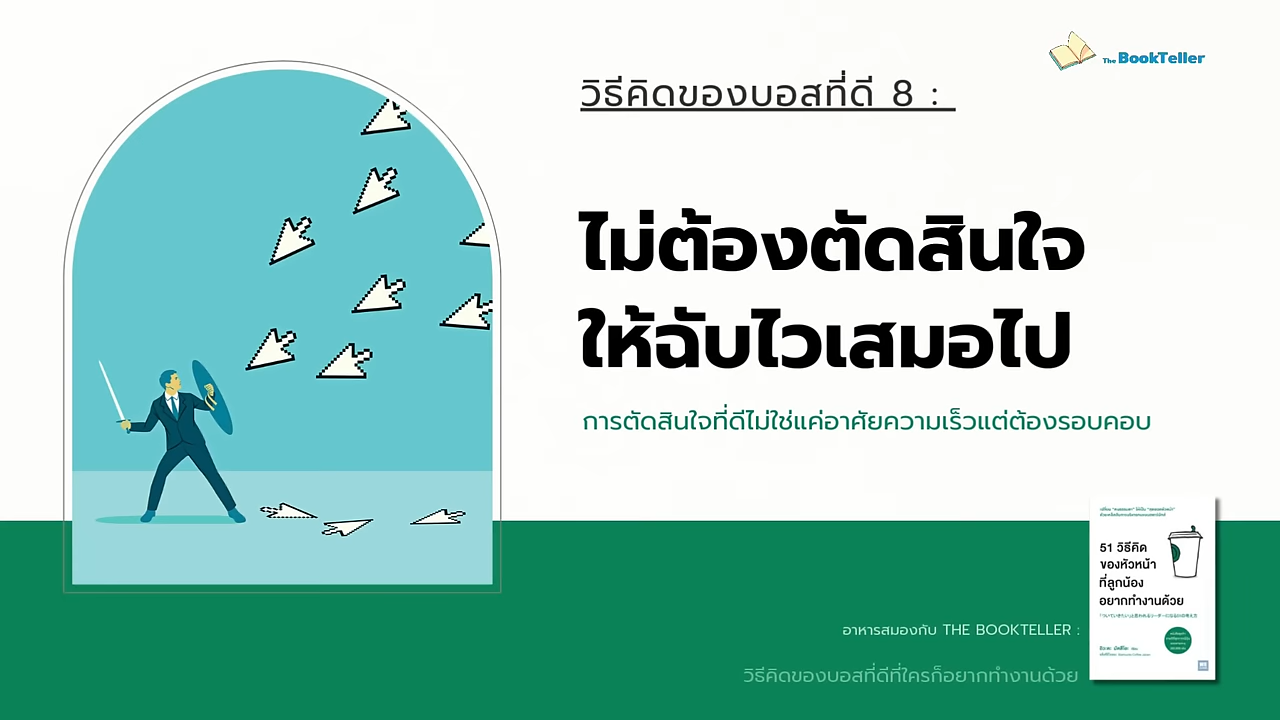 The BookTeller
วิธีคิดของบอสที่ดี 8 :
ไม่ต้องตัดสินใจ
ให้ฉับไวเสมอไป
การตัดสินใจที่ดีไม่ใช่แค่อาศัยความเร็วแต่ต้องรอบคอบ
51 วิธีคิด
ของหัวหน้า
ที่ลูกน้อง
อยากทำงานด้วย
อาหารสมองกับ THE BOOKTELLER :
วิธีคิดของบอสที่ดีที่ใครก็อยากทำงานด้วย